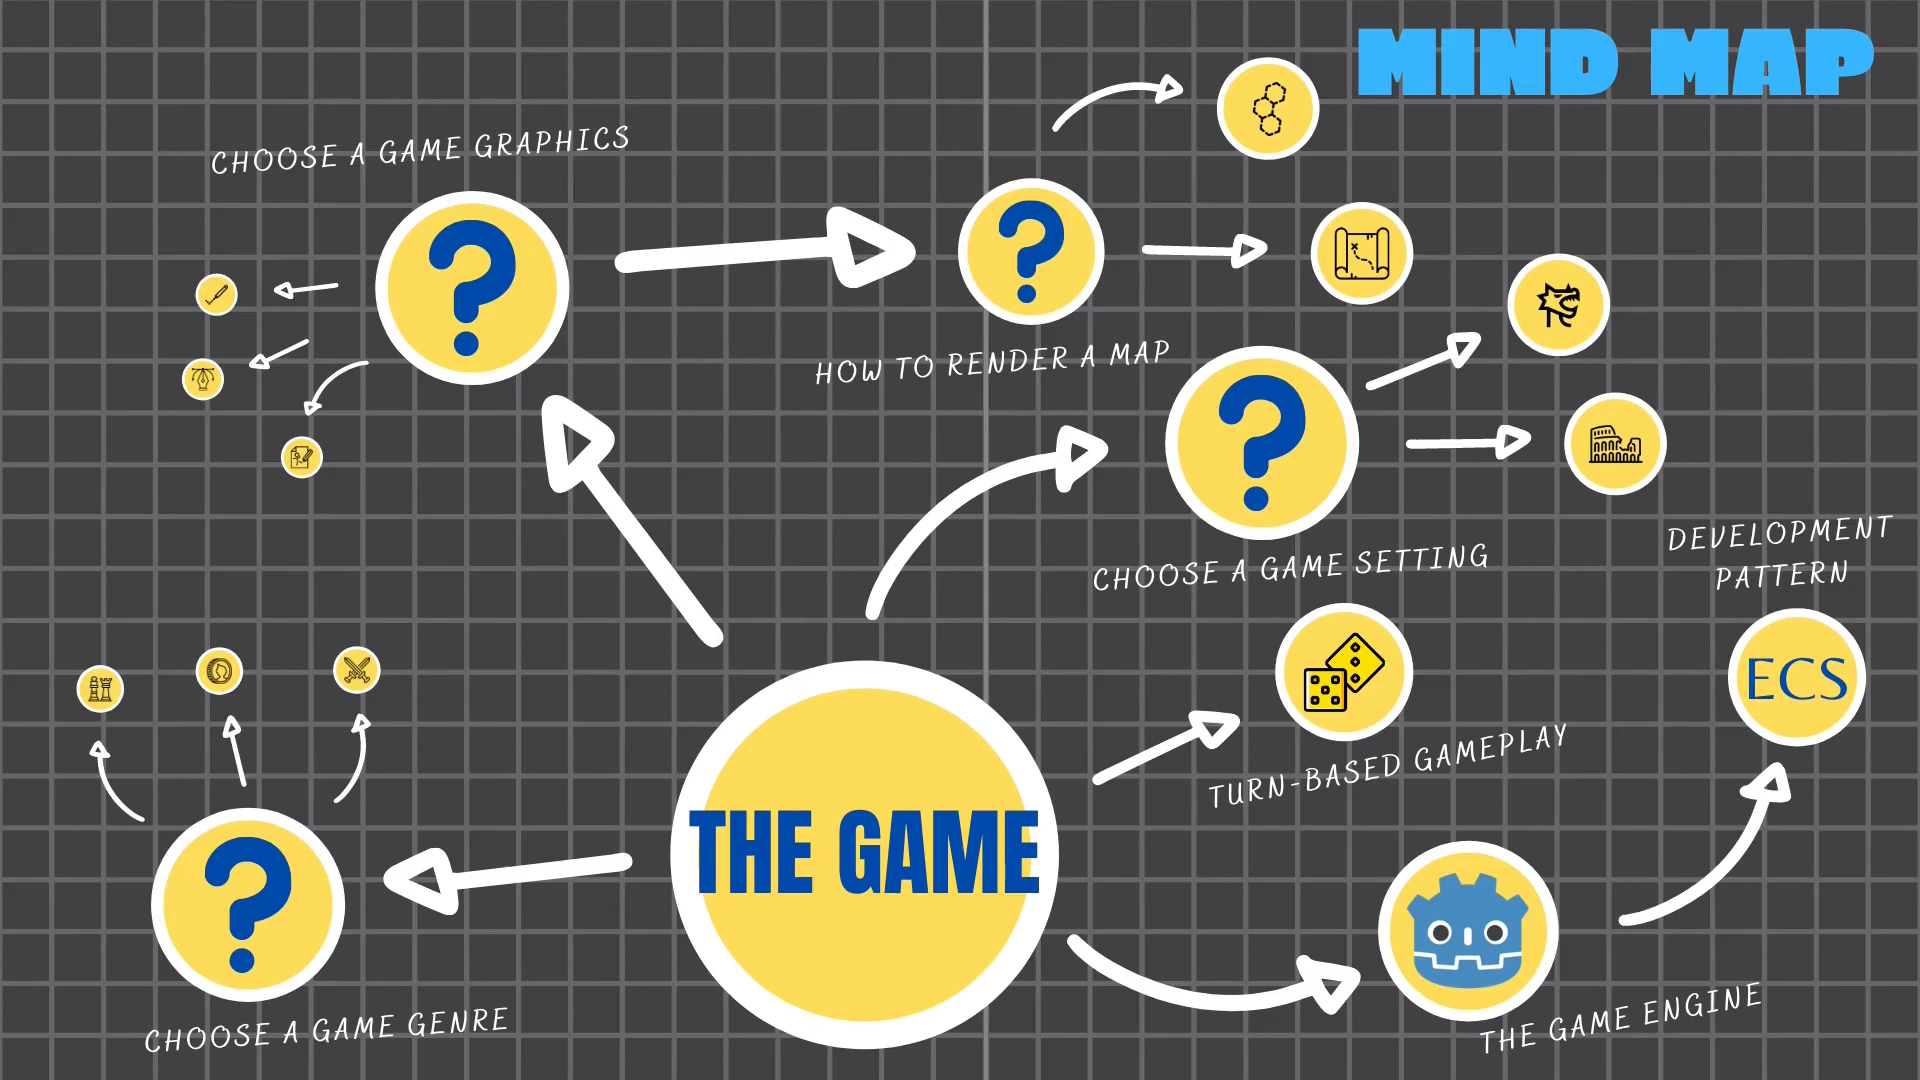 MIND MAP
CHOOSE A GAME GRAPHICS
?
?
HOW TO RENDER A MAP
?
CHOOSE A GAME SETTING
DEVELOPMENT
PATTERN
ECS
TURN-BASED GAMEPLAY
THE GAME
?
CHOOSE A GAME GENRE
THE GAME ENGINE